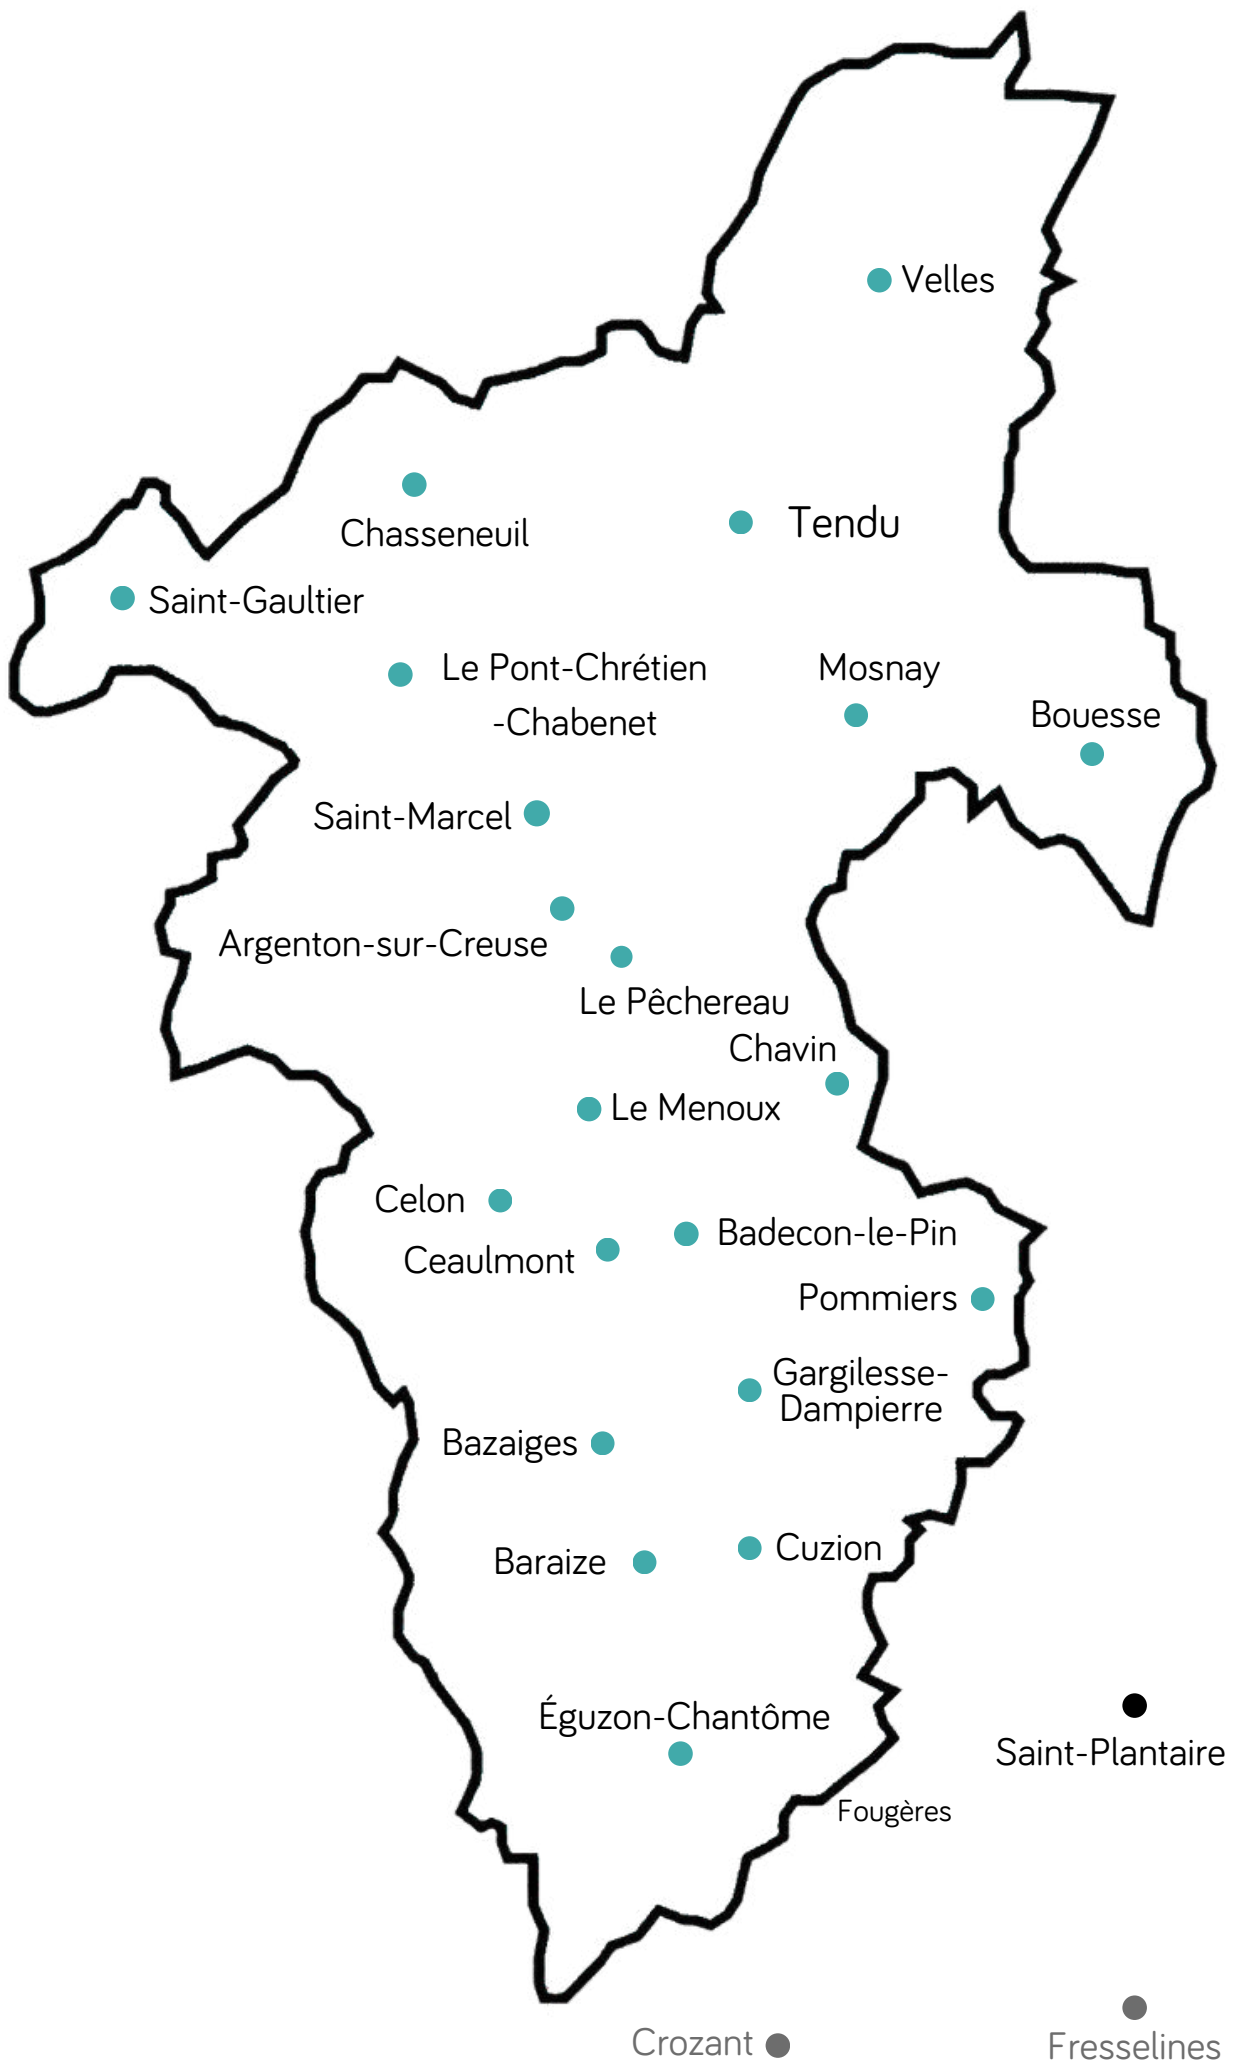 Velles
Chasseneuil
Tendu
Saint-Gaultier
Le Pont-Chrétien
-Chabenet
Mosnay
Bouesse
Saint-Marcel
Argenton-sur-Creuse
Le Pêchereau
Chavin
Le Menoux
Celon
Badecon-le-Pin
Ceaulmont
Pommiers
Gargilesse-
Dampierre
Bazaiges
Cuzion
Baraize
Éguzon-Chantôme
Saint-Plantaire
Fougères
Crozant
Fresselines